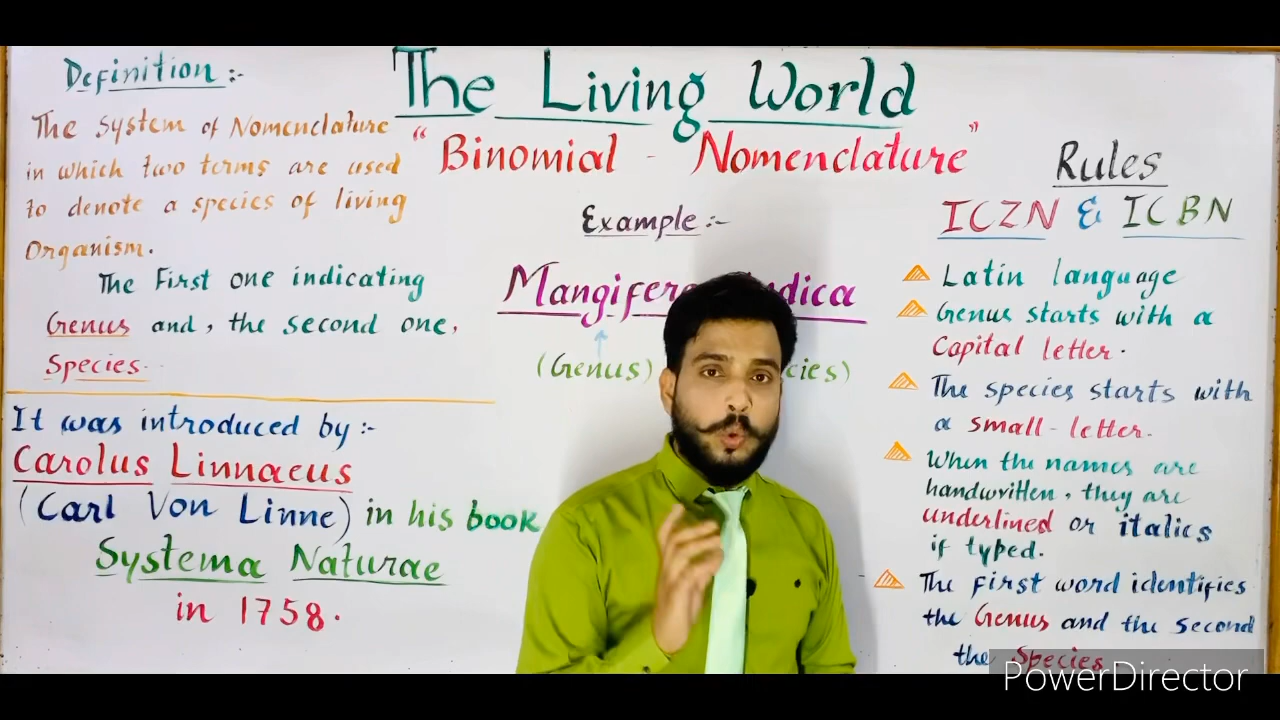 The Living World
"Binomial - Nomenclature"
Definition :-
The System of Nomenclature
in which two terms are used
to denote a species of living
Organism.
The First one indicating
Genus and, the second one,
Species.
It was introduced by :-
Carolus Linnaeus
(Carl Von Linne) in his book
Systema Naturae
in 1758.
Example :-
Mangifera indica
(Genus) cies)
Rules
ICZN & ICBN
Latin language
Genus starts with a
Capital letter.
The species starts with
a small-letter.
When the names are
handwritten, they are
underlined or italics
if typed.
The first word identifies
the Genus and the second
the Species
PowerDirector